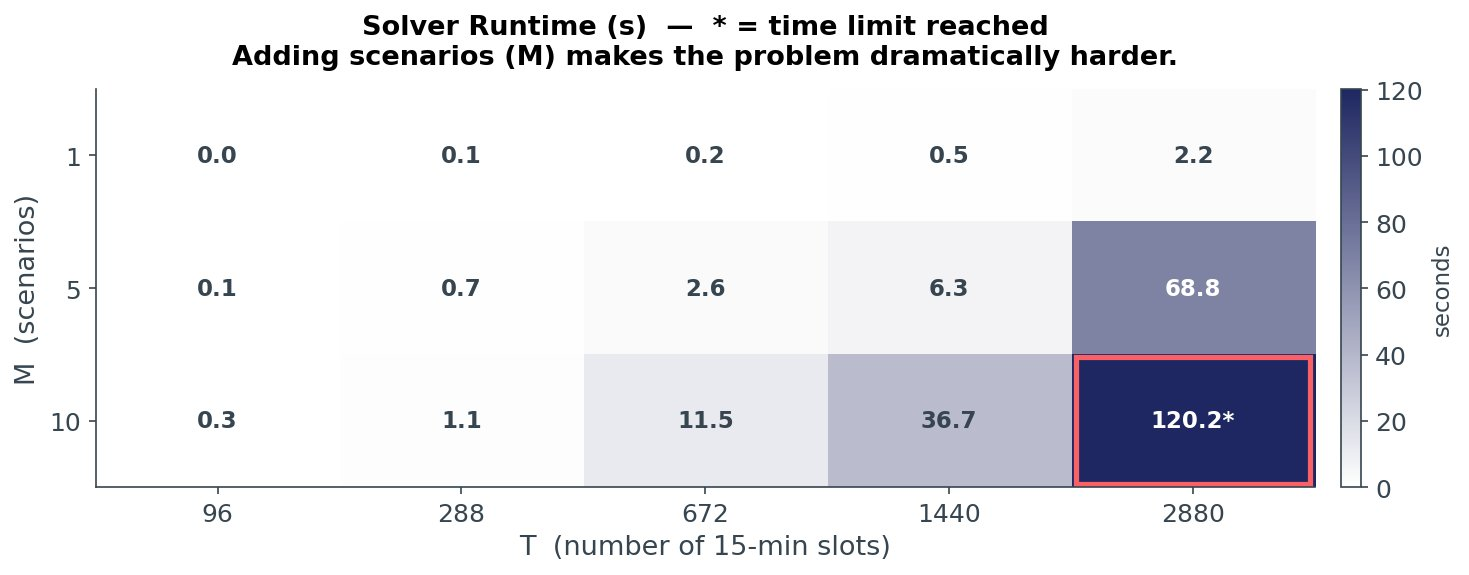 Solver Runtime (s) — * = time limit reached
Adding scenarios (M) makes the problem dramatically harder.
M (scenarios)
1
0.0 0.1 0.2 0.5 2.2
5
0.1 0.7 2.6 6.3 68.8
10
0.3 1.1 11.5 36.7 120.2*
96 288 672 1440 2880
T (number of 15-min slots)
120
100
80
60
40
20
0
seconds